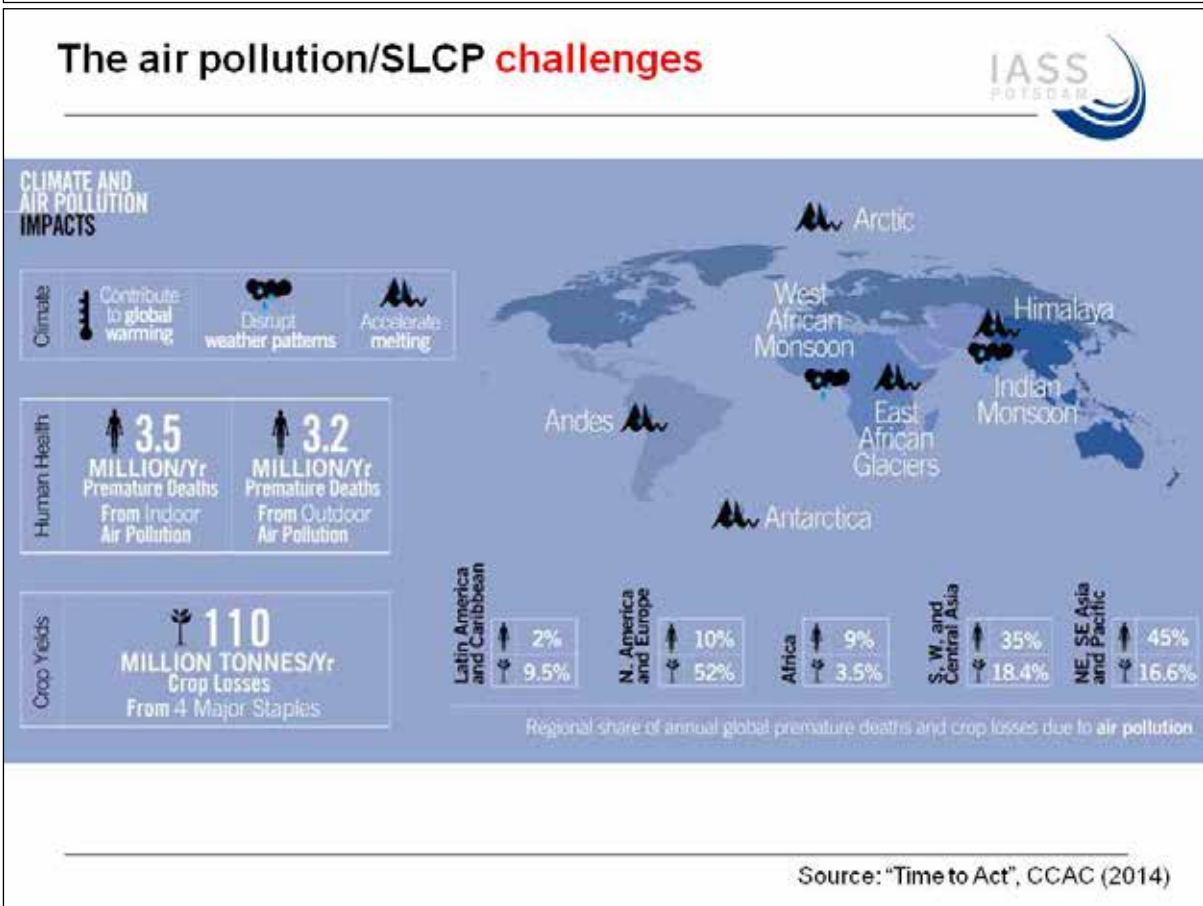 The air pollution/SLCP challenges
IASS
POTSDAM
CLIMATE AND
AIR POLLUTION
IMPACTS
Climate
Contribute
to global
warming
Disrupt
weather patterns
Accelerate
melting
Human Health
3.5
MILLION/Yr
Premature Deaths
From Indoor
Air Pollution
3.2
MILLION/Yr
Premature Deaths
From Outdoor
Air Pollution
Crop Yields
110
MILLION TONNES/Yr
Crop Losses
From 4 Major Staples
Arctic
West
African
Monsoon
Himalaya
Indian
Monsoon
East
African
Glaciers
Andes
Antarctica
Latin America
and Caribbean
2%
9.5%
N. America
and Europe
10%
52%
Africa
9%
3.5%
S, W, and
Central Asia
35%
18.4%
NE, SE Asia
and Pacific
45%
16.6%
Regional share of annual global premature deaths and crop losses due to air pollution
Source: "Time to Act", CCAC (2014)